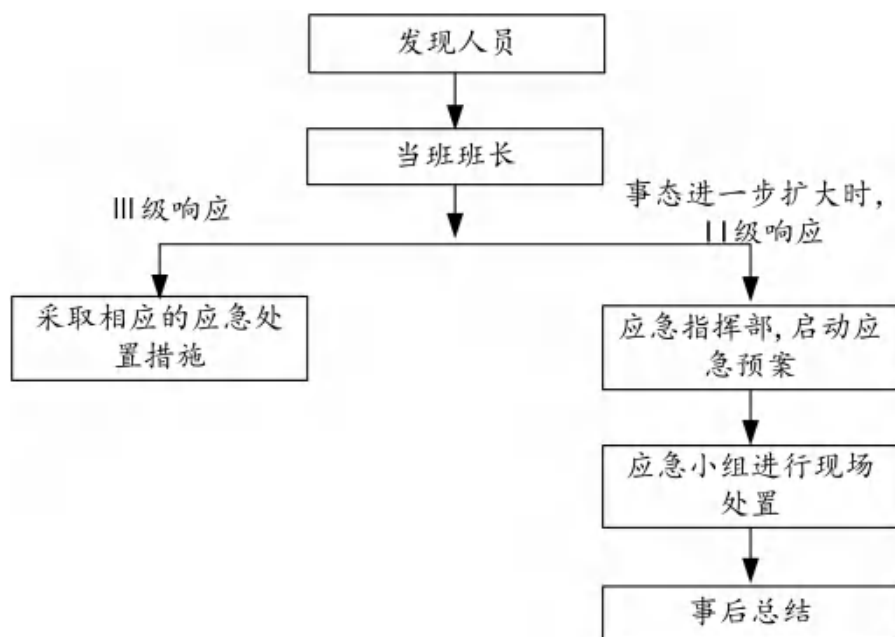 发现人员
当班班长
III级响应
事态进一步扩大时,
II级响应
采取相应的应急处
置措施
应急指挥部,启动应
急预案
应急小组进行现场
处置
事后总结